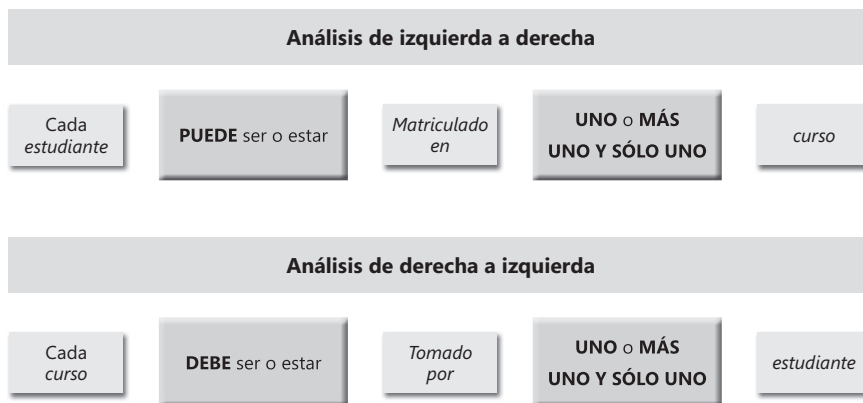 Análisis de izquierda a derecha
Cada
estudiante
PUEDE ser o estar
Matriculado
en
UNO o MÁS
UNO Y SÓLO UNO
curso
Análisis de derecha a izquierda
Cada
curso
DEBE ser o estar
Tomado
por
UNO o MÁS
UNO Y SÓLO UNO
estudiante